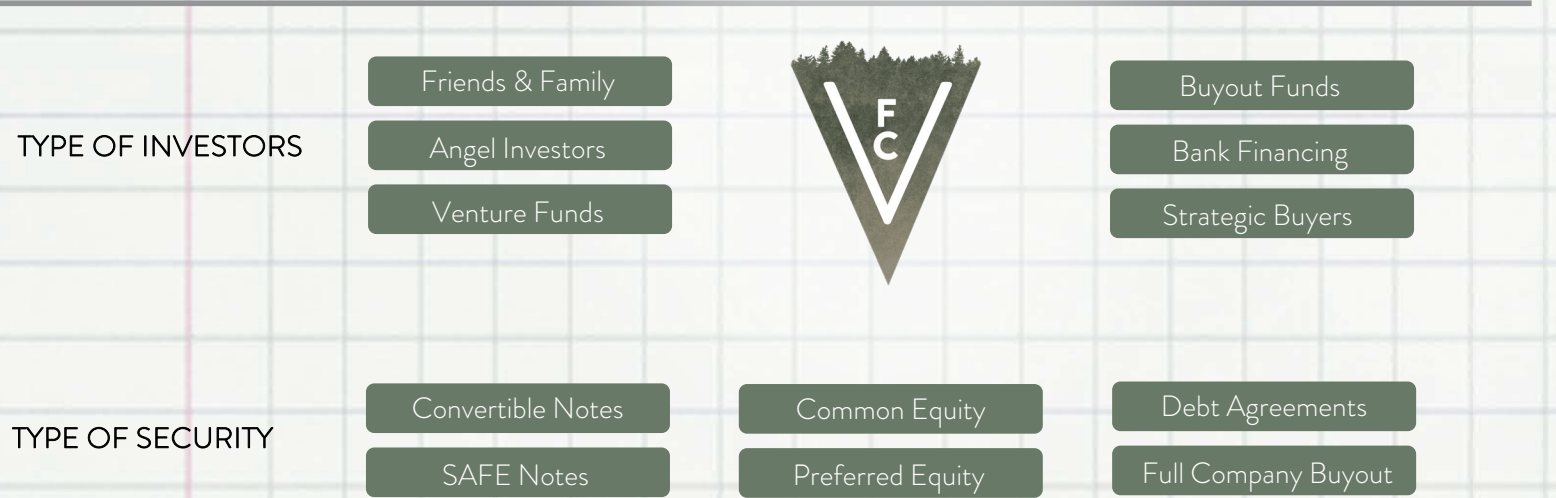 TYPE OF INVESTORS
Friends & Family
Angel Investors
Venture Funds
F
C
Buyout Funds
Bank Financing
Strategic Buyers
TYPE OF SECURITY
Convertible Notes
SAFE Notes
Common Equity
Preferred Equity
Debt Agreements
Full Company Buyout